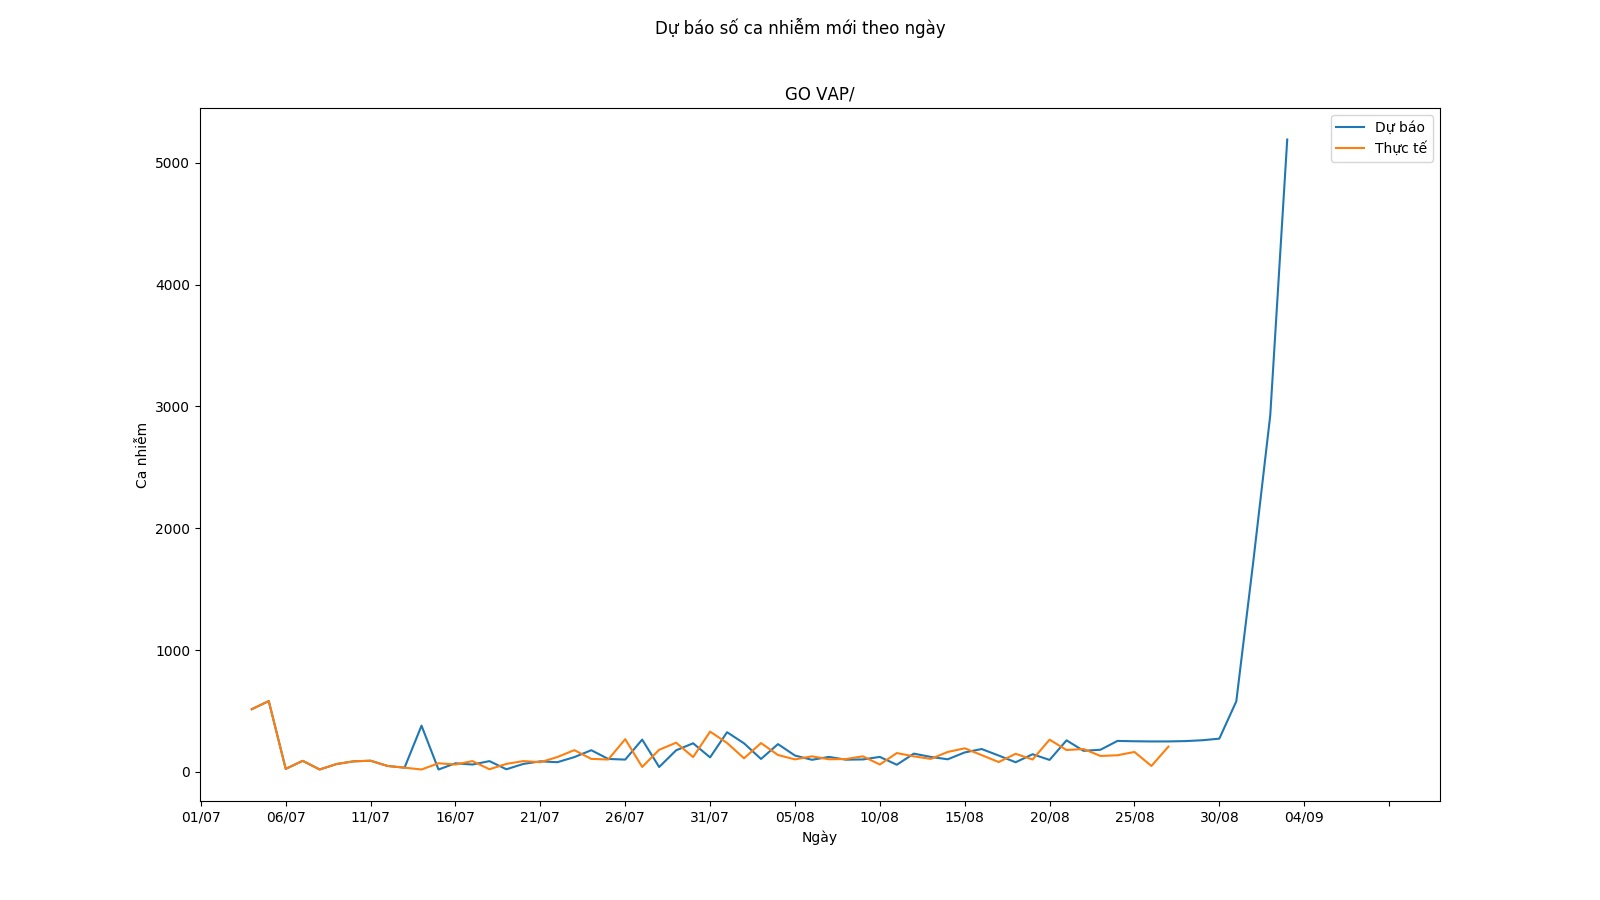 Dự báo số ca nhiễm mới theo ngày
GO VAP/
Dự báo
Thực tế
5000
4000
3000
2000
1000
0
Ca nhiễm
01/07 06/07 11/07 16/07 21/07 26/07 31/07 05/08 10/08 15/08 20/08 25/08 30/08 04/09
Ngày